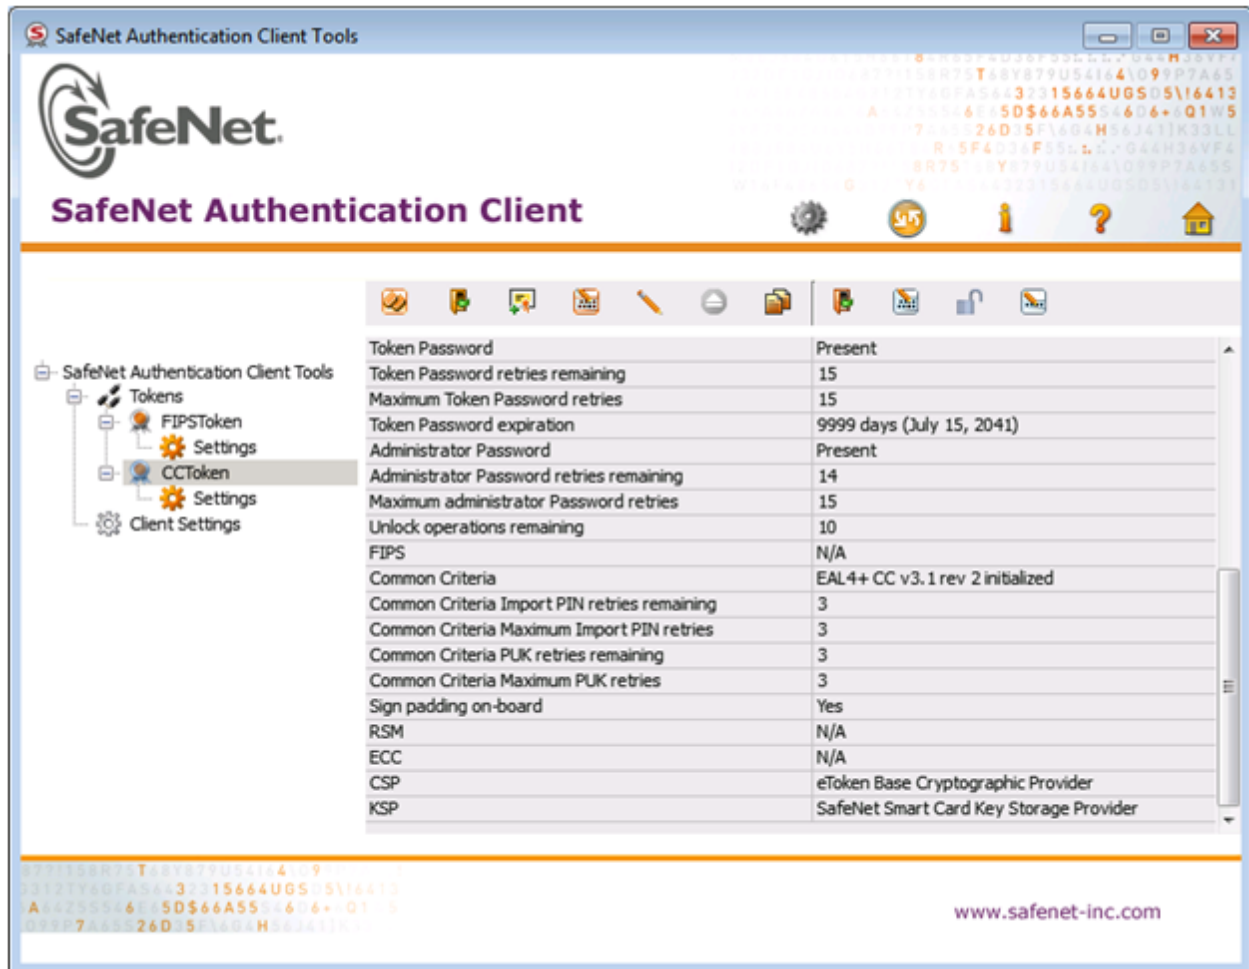 SafeNet Authentication Client Tools
SafeNet.
SafeNet Authentication Client
SafeNet Authentication Client Tools
Tokens
FIPSToken
Settings
CCToken
Settings
Client Settings
Token Password Present
Token Password retries remaining 15
Maximum Token Password retries 15
Token Password expiration 9999 days (July 15, 2041)
Administrator Password Present
Administrator Password retries remaining 14
Maximum administrator Password retries 15
Unlock operations remaining 10
FIPS N/A
Common Criteria EAL4+ CC v3.1 rev 2 initialized
Common Criteria Import PIN retries remaining 3
Common Criteria Maximum Import PIN retries 3
Common Criteria PUK retries remaining 3
Common Criteria Maximum PUK retries 3
Sign padding on-board Yes
RSM N/A
ECC N/A
CSP eToken Base Cryptographic Provider
KSP SafeNet Smart Card Key Storage Provider
www.safenet-inc.com